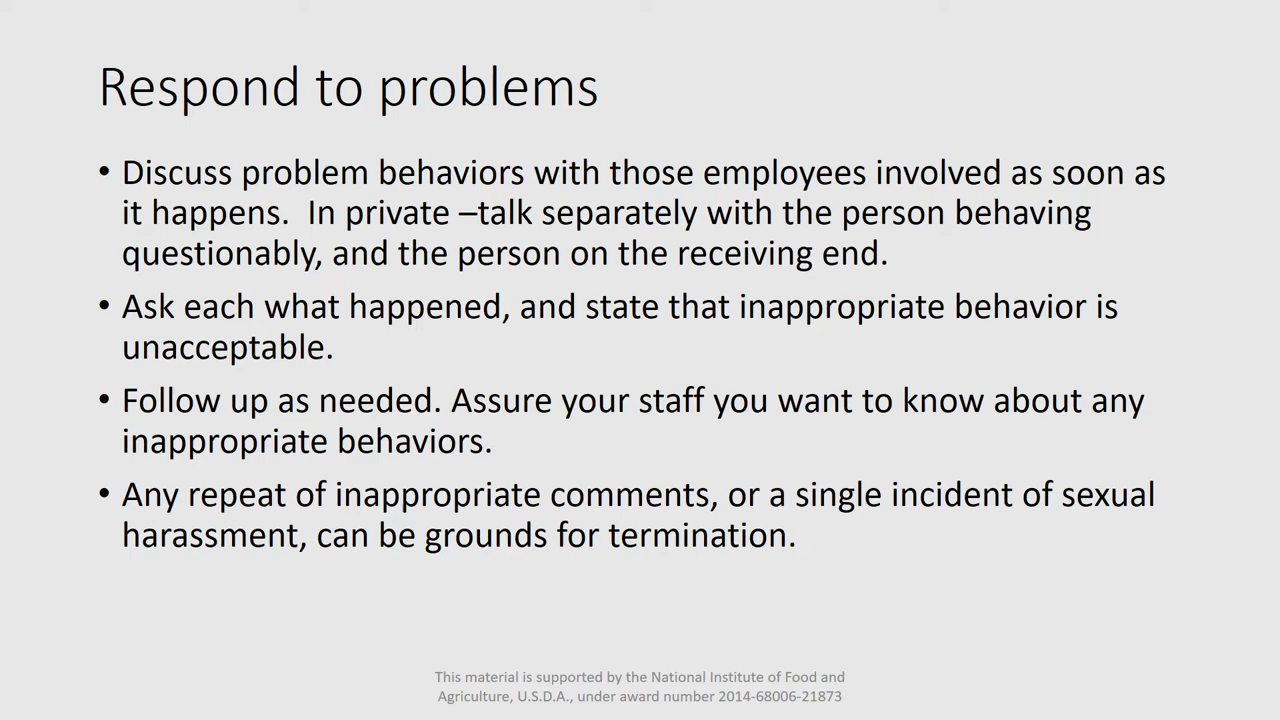 Respond to problems
• Discuss problem behaviors with those employees involved as soon as
it happens.  In private –talk separately with the person behaving
questionably, and the person on the receiving end.
• Ask each what happened, and state that inappropriate behavior is
unacceptable.
• Follow up as needed. Assure your staff you want to know about any
inappropriate behaviors.
• Any repeat of inappropriate comments, or a single incident of sexual
harassment, can be grounds for termination.
This material is supported by the National Institute of Food and
Agriculture, U.S.D.A., under award number 2014-68006-21873